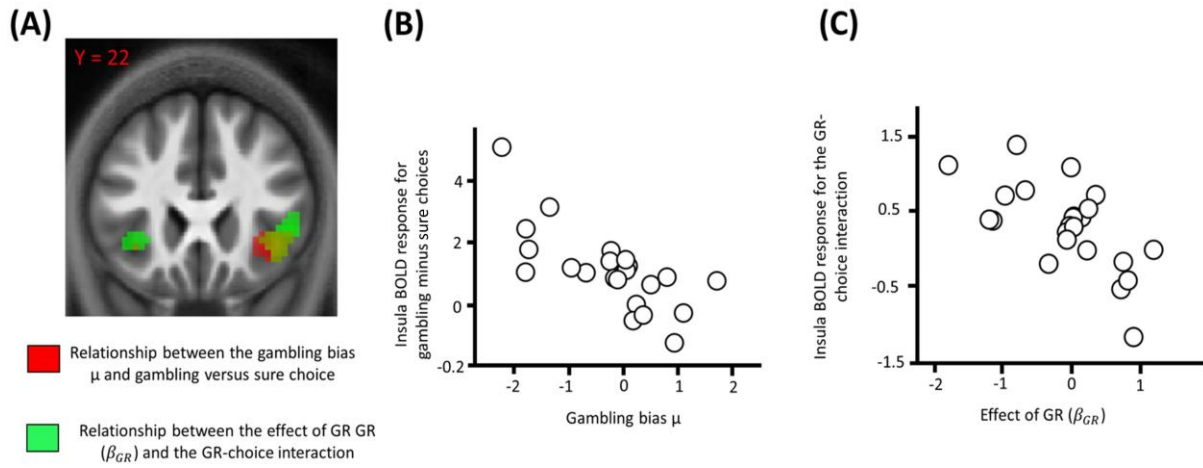 (A)
Y = 22
Relationship between the gambling bias
μ and gambling versus sure choice
Relationship between the effect of GR GR
(β_GR) and the GR-choice interaction
(B)
Insula BOLD response for
gambling minus sure choices
4
2
0
-0.2
-2
-1
0
1
2
Gambling bias μ
(C)
Insula BOLD response for the GR-
choice interaction
1.5
0.5
-0.5
-1.5
-2
-1
0
1
Effect of GR (β_GR)